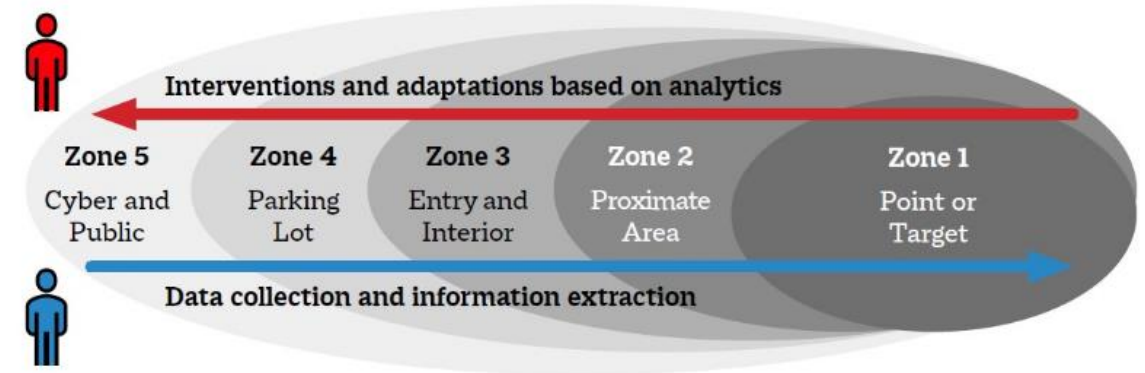 Interventions and adaptations based on analytics
Zone 5
Cyber and
Public
Zone 4
Parking
Lot
Zone 3
Entry and
Interior
Zone 2
Proximate
Area
Zone 1
Point or
Target
Data collection and information extraction